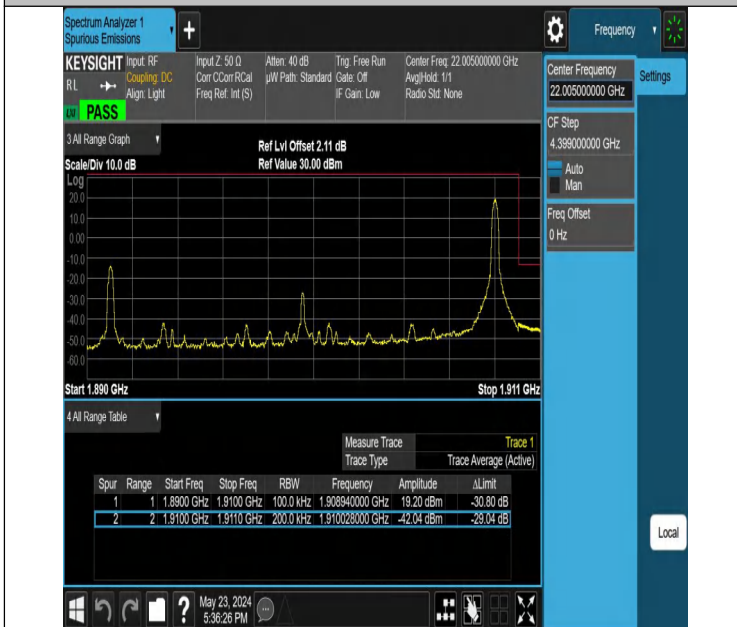 Spectrum Analyzer 1
Spurious Emissions
+
Frequency
KEYSIGHT
RL
Input: RF
Coupling: DC
Align: Light
Input Z: 50 Ω
Corr CCorr RCal
Freq Ref: Int (S)
Atten: 40 dB
µW Path: Standard
Trig: Free Run
Gate: Off
IF Gain: Low
Center Freq: 22.005000000 GHz
Avg|Hold: 1/1
Radio Std: None
PASS
Center Frequency
22.005000000 GHz
Settings
CF Step
4.399000000 GHz
Auto
Man
Freq Offset
0 Hz
3 All Range Graph
Scale/Div 10.0 dB
Ref Lvl Offset 2.11 dB
Ref Value 30.00 dBm
Log
20.0
10.0
0.00
-10.0
-20.0
-30.0
-40.0
-50.0
-60.0
Start 1.890 GHz
Stop 1.911 GHz
4 All Range Table
Measure Trace Trace 1
Trace Type Trace Average (Active)
Spur Range Start Freq Stop Freq RBW Frequency Amplitude ∆Limit
1 1 1.8900 GHz 1.9100 GHz 100.0 kHz 1.908940000 GHz 19.20 dBm -30.80 dB
2 2 1.9100 GHz 1.9110 GHz 200.0 kHz 1.910028000 GHz -42.04 dBm -29.04 dB
Local
?
May 23, 2024
5:36:26 PM